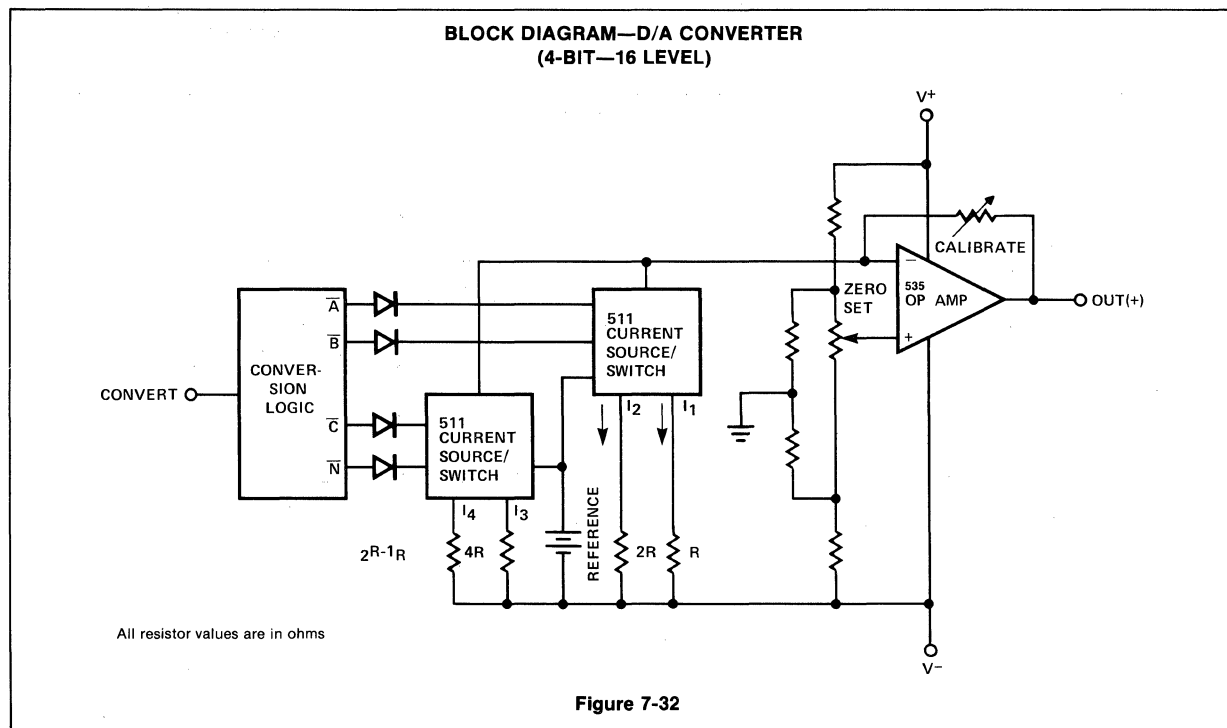 BLOCK DIAGRAM—D/A CONVERTER
(4-BIT—16 LEVEL)
V+
CALIBRATE
ZERO
SET
−
535
OP AMP
+
OUT(+)
CONVERT
CONVER-
SION
LOGIC
A̅
B̅
C̅
N̅
511
CURRENT
SOURCE/
SWITCH
I2
I1
511
CURRENT
SOURCE/
SWITCH
I4
I3
2^R-1R
4R
REFERENCE
2R
R
All resistor values are in ohms
V−
Figure 7-32